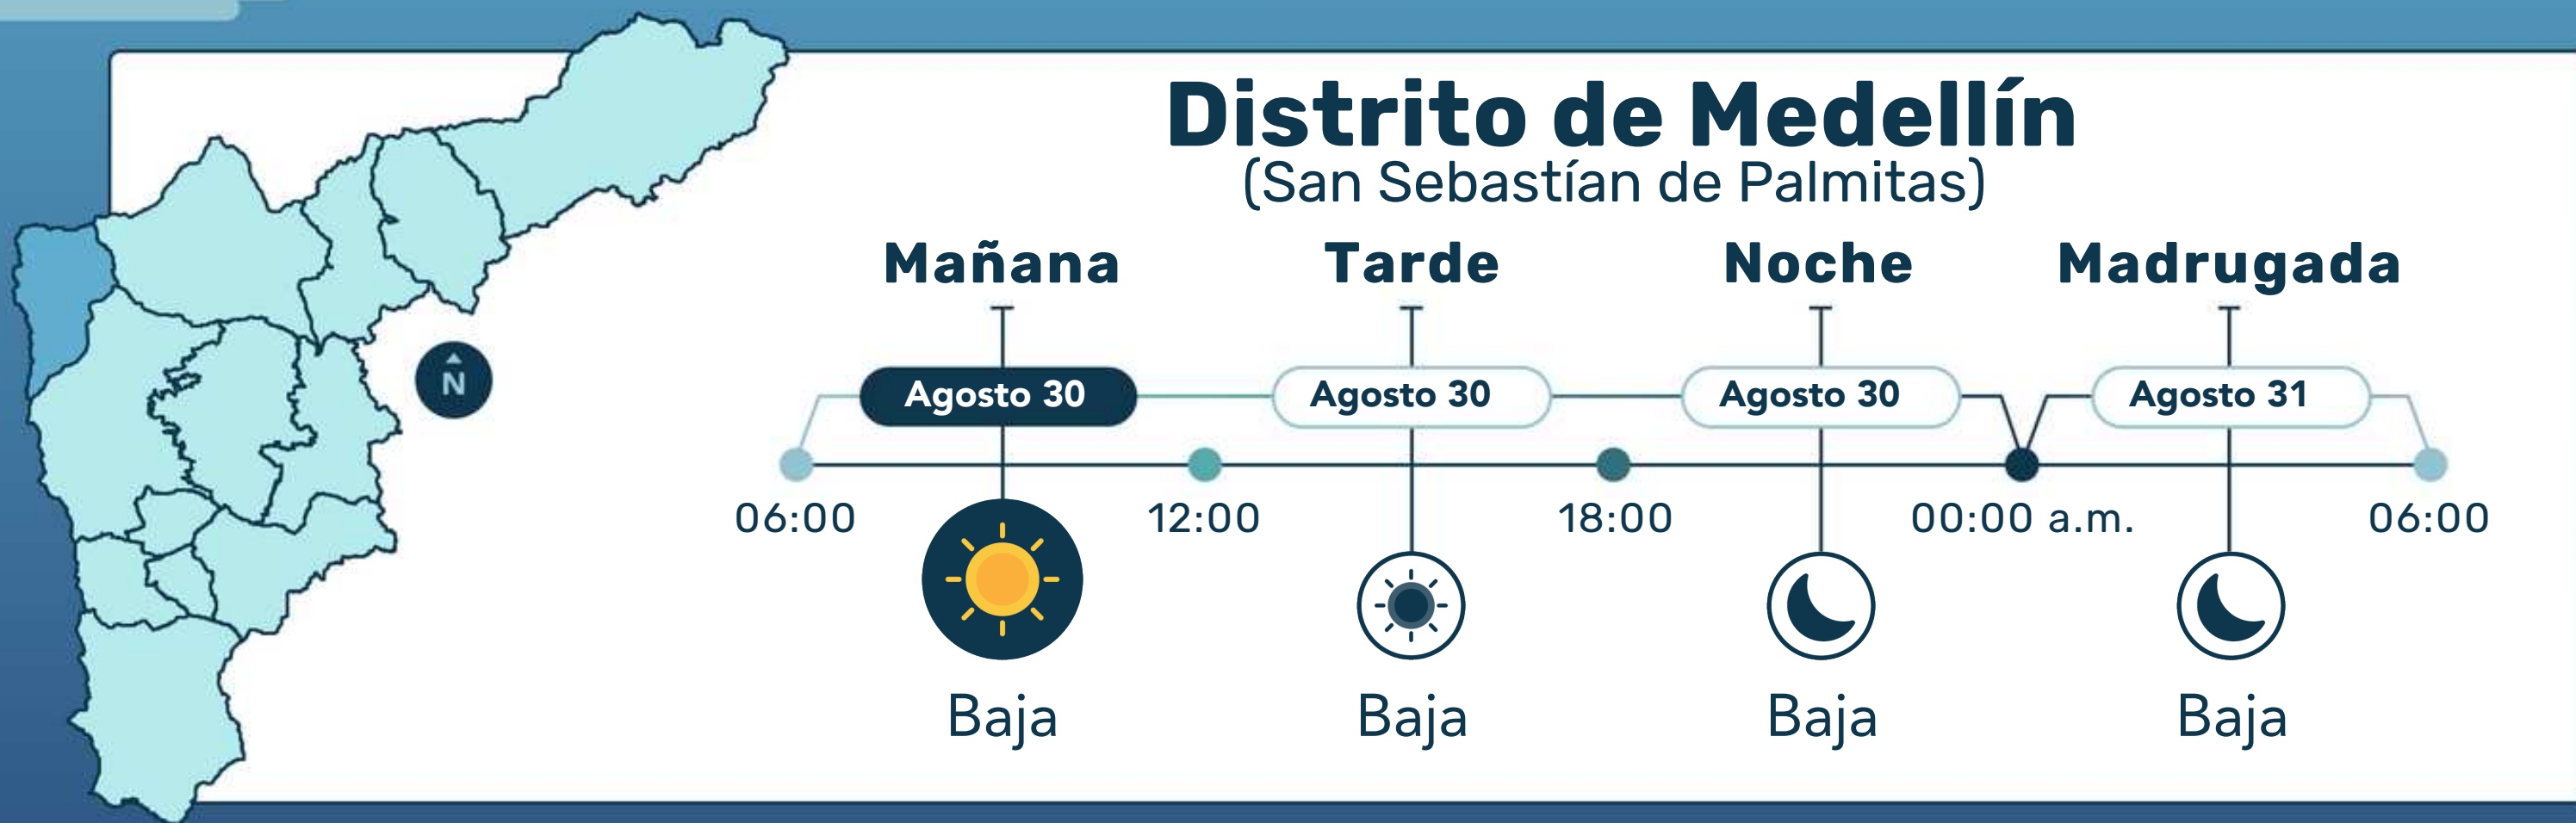 Distrito de Medellín
(San Sebastían de Palmitas)
Mañana Tarde Noche Madrugada
Agosto 30 Agosto 30 Agosto 30 Agosto 31
N
06:00 12:00 18:00 00:00 a.m. 06:00
Baja Baja Baja Baja